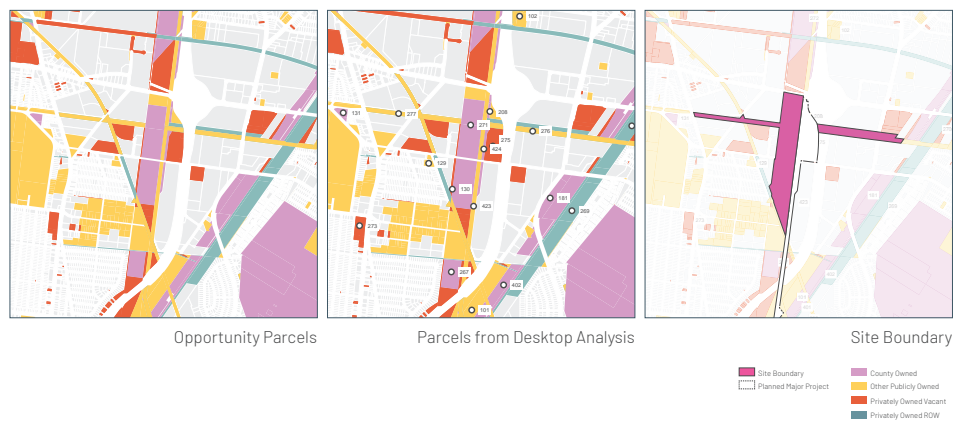 102
131
277
208
271
276
275
424
129
130
181
423
269
273
267
402
101
Opportunity Parcels
Parcels from Desktop Analysis
Site Boundary
Site Boundary
County Owned
Planned Major Project
Other Publicly Owned
Privately Owned Vacant
Privately Owned ROW